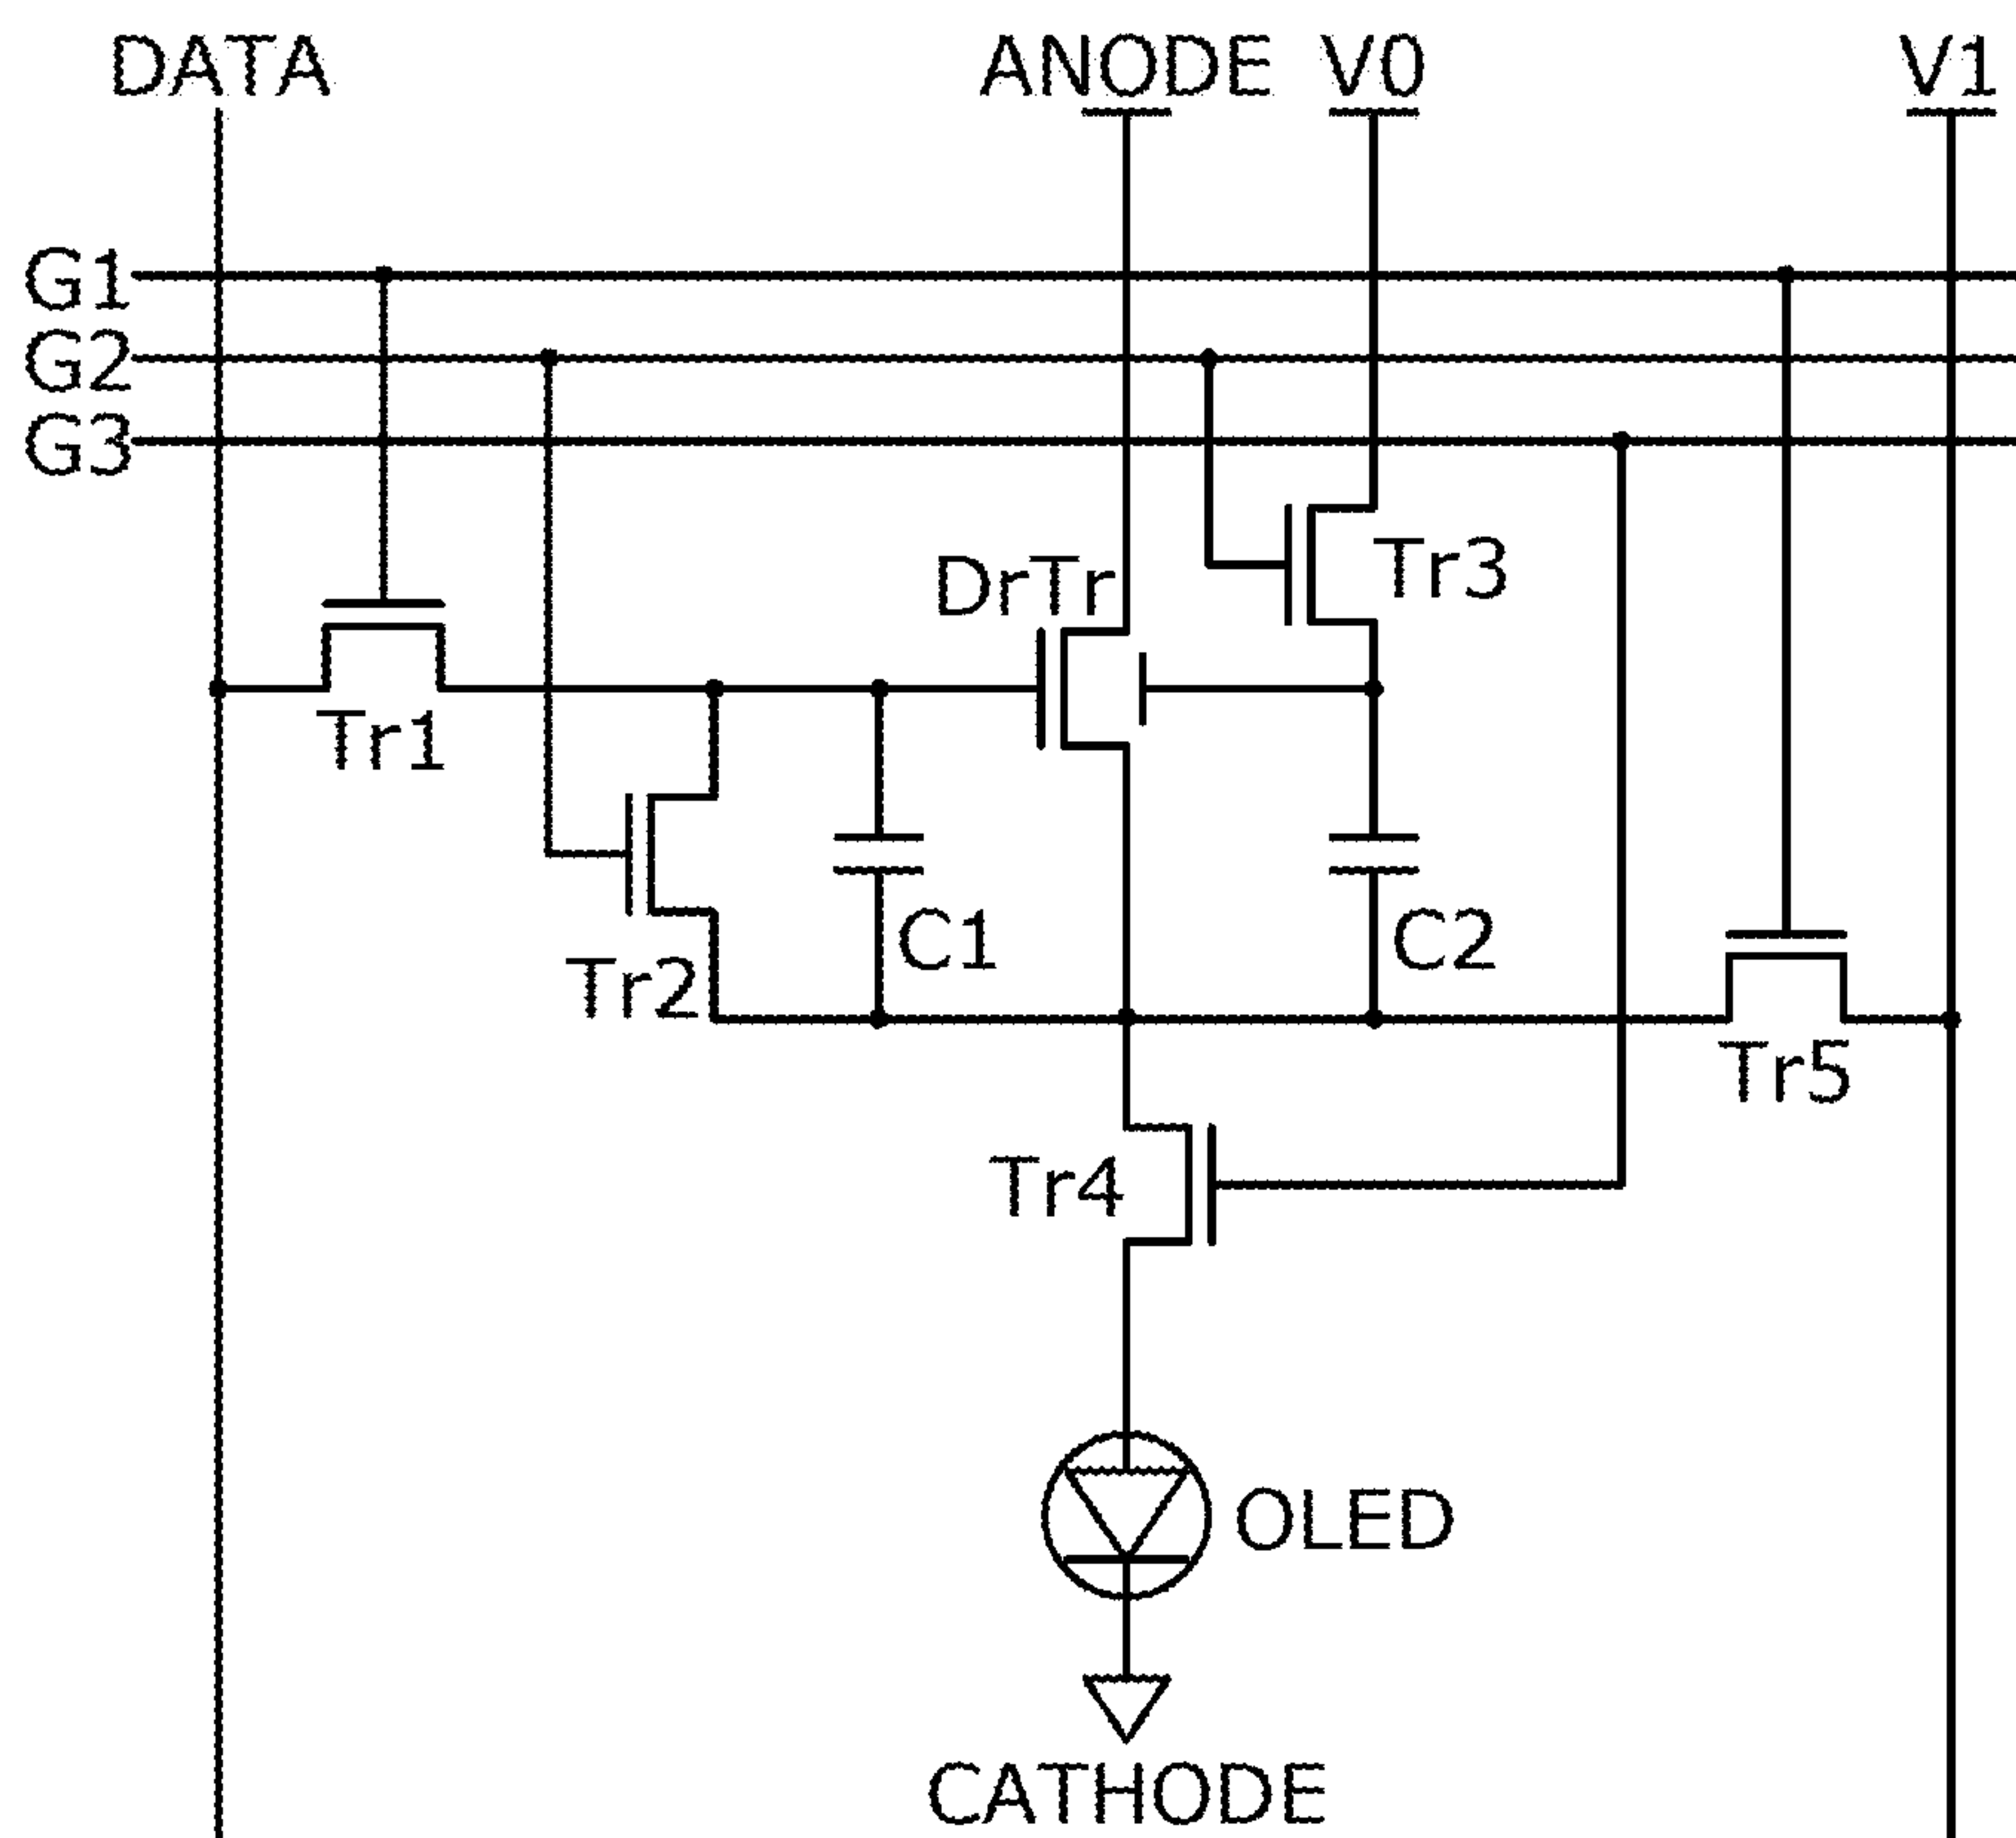 DATA
ANODE
V0
V1
G1
G2
G3
DrTr
Tr3
Tr1
C1
C2
Tr2
Tr5
Tr4
OLED
CATHODE